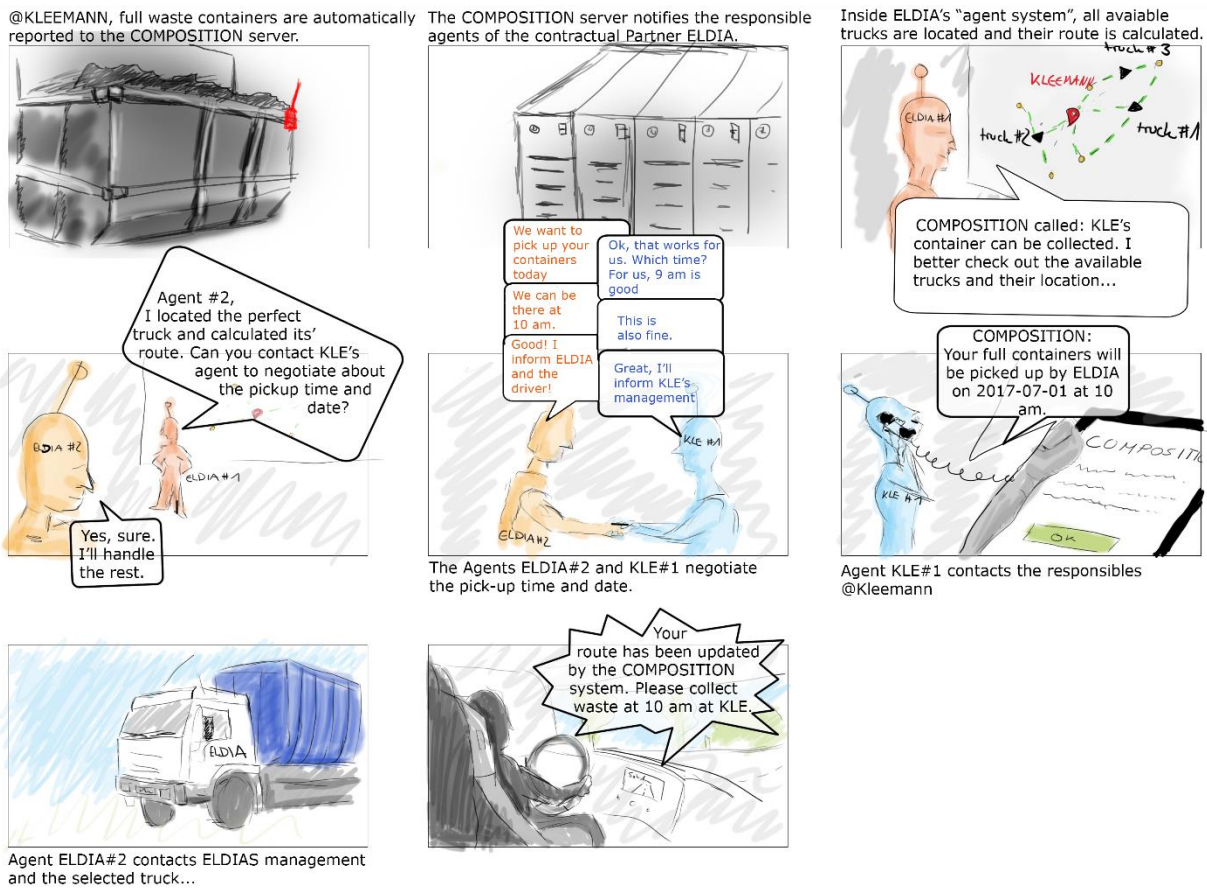 @KLEEMANN, full waste containers are automatically
reported to the COMPOSITION server.
The COMPOSITION server notifies the responsible
agents of the contractual Partner ELDIA.
Inside ELDIA's “agent system”, all avaiable
trucks are located and their route is calculated.
ELDIA #1
KLEEMANN
truck # 3
truck #2
truck #1
COMPOSITION called: KLE's
container can be collected. I
better check out the available
trucks and their location...
Agent #2,
I located the perfect
truck and calculated its'
route. Can you contact KLE's
agent to negotiate about
the pickup time and
date?
ELDIA #2
ELDIA #1
Yes, sure.
I'll handle
the rest.
We want to
pick up your
containers
today
Ok, that works for
us. Which time?
For us, 9 am is
good
We can be
there at
10 am.
This is
also fine.
Good! I
inform ELDIA
and the
driver!
Great, I'll
inform KLE's
management
ELDIA#2
KLE #1
The Agents ELDIA#2 and KLE#1 negotiate
the pick-up time and date.
COMPOSITION:
Your full containers will
be picked up by ELDIA
on 2017-07-01 at 10
am.
KLE #1
COMPOSITI
OK
Agent KLE#1 contacts the responsibles
@Kleemann
ELDIA
Agent ELDIA#2 contacts ELDIAS management
and the selected truck...
Your
route has been updated
by the COMPOSITION
system. Please collect
waste at 10 am at KLE.